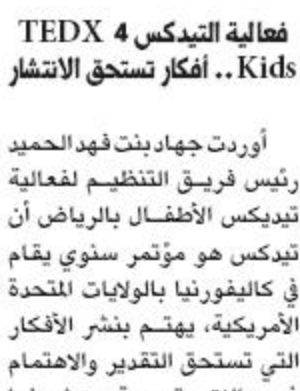 فعالية التيدكس 4 TEDX
Kids .. أفكار تستحق الانتشار
أوردت جهاد بنت فهد الحميد
رئيس فريق التنظيم لفعالية
تيديكس الأطفال بالرياض أن
تيدكس هو مؤتمر سنوي يقام
في كاليفورنيا بالولايات المتحدة
الأمريكية، يهتم بنشر الأفكار
التي تستحق التقدير والاهتمام